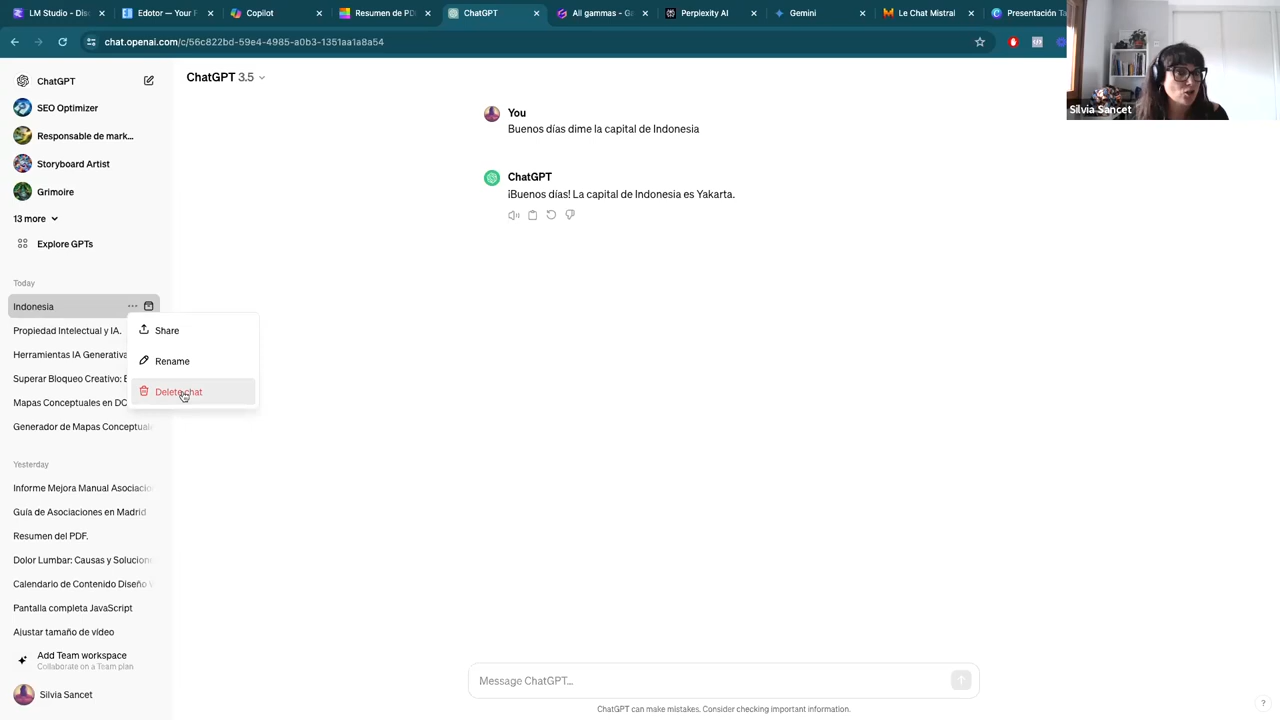 LM Studio - Dis
Edotor — Your F
Copilot
Resumen de PD
ChatGPT
All gammas - Ga
Perplexity AI
Gemini
Le Chat Mistral
Presentación Ta
chat.openai.com/c/56c822bd-59e4-4985-a0b3-1351aa1a8a54
Silvia Sancet
ChatGPT
SEO Optimizer
Responsable de mark...
Storyboard Artist
Grimoire
13 more
Explore GPTs
Today
Indonesia
Propiedad Intelectual y IA.
Herramientas IA Generativa
Superar Bloqueo Creativo: E
Mapas Conceptuales en DC
Generador de Mapas Conceptuale
Share
Rename
Delete chat
Yesterday
Informe Mejora Manual Asociacio
Guía de Asociaciones en Madrid
Resumen del PDF.
Dolor Lumbar: Causas y Solucione
Calendario de Contenido Diseño V
Pantalla completa JavaScript
Ajustar tamaño de vídeo
Add Team workspace
Collaborate on a Team plan
Silvia Sancet
ChatGPT 3.5
You
Buenos días dime la capital de Indonesia
ChatGPT
¡Buenos días! La capital de Indonesia es Yakarta.
Message ChatGPT...
ChatGPT can make mistakes. Consider checking important information.
?